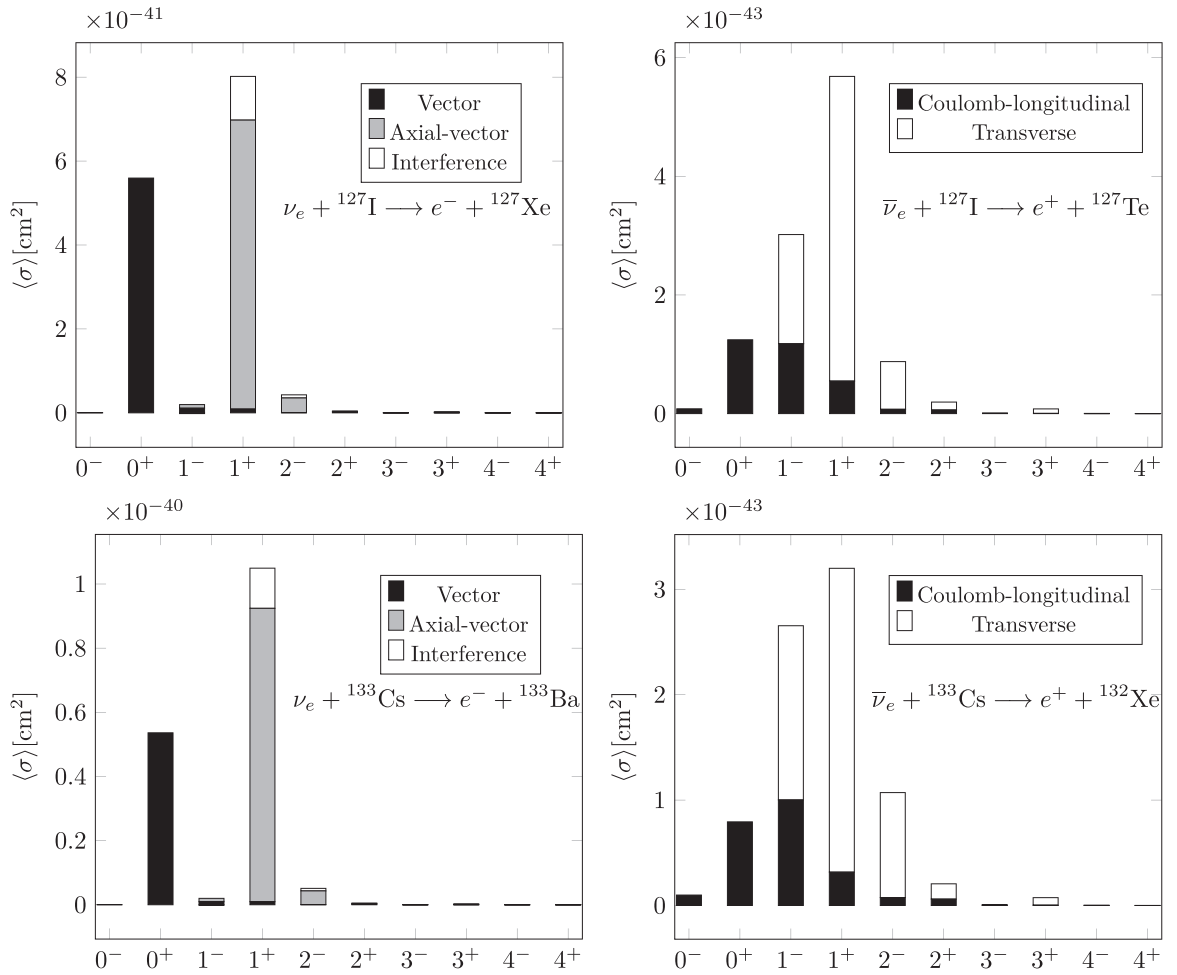 ×10⁻⁴¹
⟨σ⟩[cm²]
8
6
4
2
0
Vector
Axial-vector
Interference
νₑ + ¹²⁷I ⟶ e⁻ + ¹²⁷Xe
0⁻ 0⁺ 1⁻ 1⁺ 2⁻ 2⁺ 3⁻ 3⁺ 4⁻ 4⁺
×10⁻⁴³
⟨σ⟩[cm²]
6
4
2
0
Coulomb-longitudinal
Transverse
ν̅ₑ + ¹²⁷I ⟶ e⁺ + ¹²⁷Te
0⁻ 0⁺ 1⁻ 1⁺ 2⁻ 2⁺ 3⁻ 3⁺ 4⁻ 4⁺
×10⁻⁴⁰
⟨σ⟩[cm²]
1
0.8
0.6
0.4
0.2
0
Vector
Axial-vector
Interference
νₑ + ¹³³Cs ⟶ e⁻ + ¹³³Ba
0⁻ 0⁺ 1⁻ 1⁺ 2⁻ 2⁺ 3⁻ 3⁺ 4⁻ 4⁺
×10⁻⁴³
⟨σ⟩[cm²]
3
2
1
0
Coulomb-longitudinal
Transverse
ν̅ₑ + ¹³³Cs ⟶ e⁺ + ¹³²Xe
0⁻ 0⁺ 1⁻ 1⁺ 2⁻ 2⁺ 3⁻ 3⁺ 4⁻ 4⁺